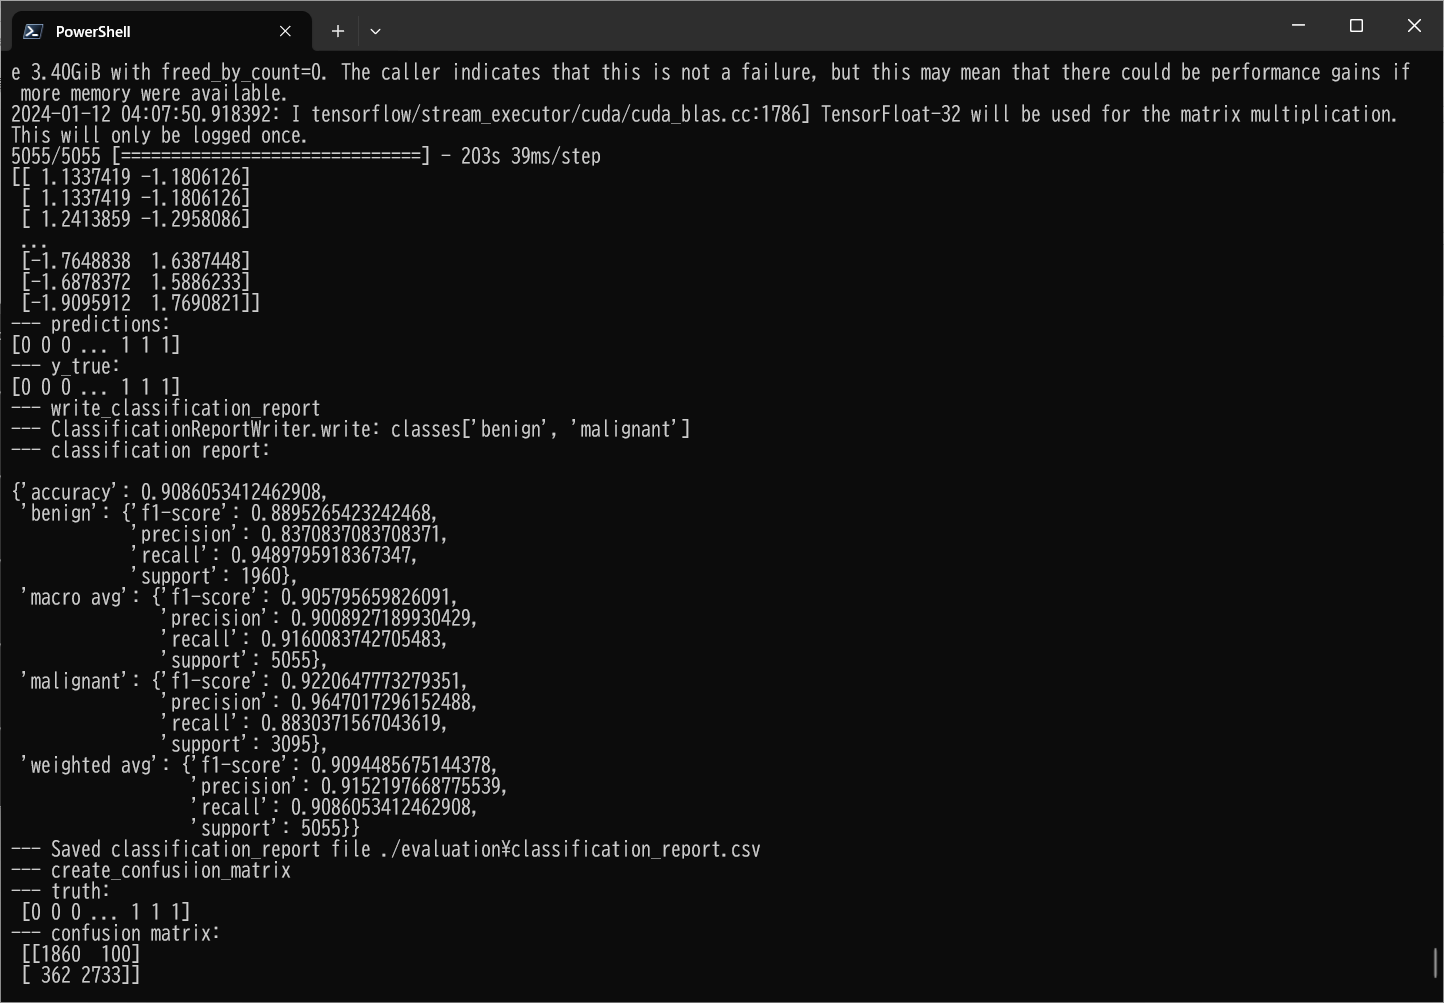 PowerShell
e 3.40GiB with freed_by_count=0. The caller indicates that this is not a failure, but this may mean that there could be performance gains if
 more memory were available.
2024-01-12 04:07:50.918392: I tensorflow/stream_executor/cuda/cuda_blas.cc:1786] TensorFloat-32 will be used for the matrix multiplication.
This will only be logged once.
5055/5055 [==============================] - 203s 39ms/step
[[ 1.1337419 -1.1806126]
 [ 1.1337419 -1.1806126]
 [ 1.2413859 -1.2958086]
 ...
 [-1.7648838  1.6387448]
 [-1.6878372  1.5886233]
 [-1.9095912  1.7690821]]
--- predictions:
[0 0 0 ... 1 1 1]
--- y_true:
[0 0 0 ... 1 1 1]
--- write_classification_report
--- ClassificationReportWriter.write: classes['benign', 'malignant']
--- classification report:

{'accuracy': 0.9086053412462908,
 'benign': {'f1-score': 0.8895265423242468,
            'precision': 0.8370837083708371,
            'recall': 0.9489795918367347,
            'support': 1960},
 'macro avg': {'f1-score': 0.905795659826091,
               'precision': 0.9008927189930429,
               'recall': 0.9160083742705483,
               'support': 5055},
 'malignant': {'f1-score': 0.9220647773279351,
               'precision': 0.9647017296152488,
               'recall': 0.8830371567043619,
               'support': 3095},
 'weighted avg': {'f1-score': 0.9094485675144378,
                  'precision': 0.9152197668775539,
                  'recall': 0.9086053412462908,
                  'support': 5055}}
--- Saved classification_report file ./evaluation¥classification_report.csv
--- create_confusiion_matrix
--- truth:
 [0 0 0 ... 1 1 1]
--- confusion matrix:
 [[1860  100]
 [ 362 2733]]